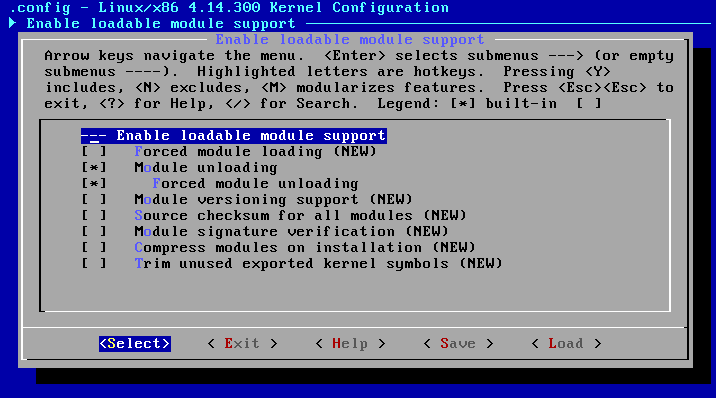 .config - Linux/x86 4.14.300 Kernel Configuration
▶ Enable loadable module support
Enable loadable module support
Arrow keys navigate the menu.  <Enter> selects submenus ---> (or empty
submenus ----).  Highlighted letters are hotkeys.  Pressing <Y>
includes, <N> excludes, <M> modularizes features.  Press <Esc><Esc> to
exit, <?> for Help, </> for Search.  Legend: [*] built-in  [ ]
--- Enable loadable module support
[ ]   Forced module loading (NEW)
[*]   Module unloading
[*]     Forced module unloading
[ ]   Module versioning support (NEW)
[ ]   Source checksum for all modules (NEW)
[ ]   Module signature verification (NEW)
[ ]   Compress modules on installation (NEW)
[ ]   Trim unused exported kernel symbols (NEW)
<Select>    < Exit >    < Help >    < Save >    < Load >